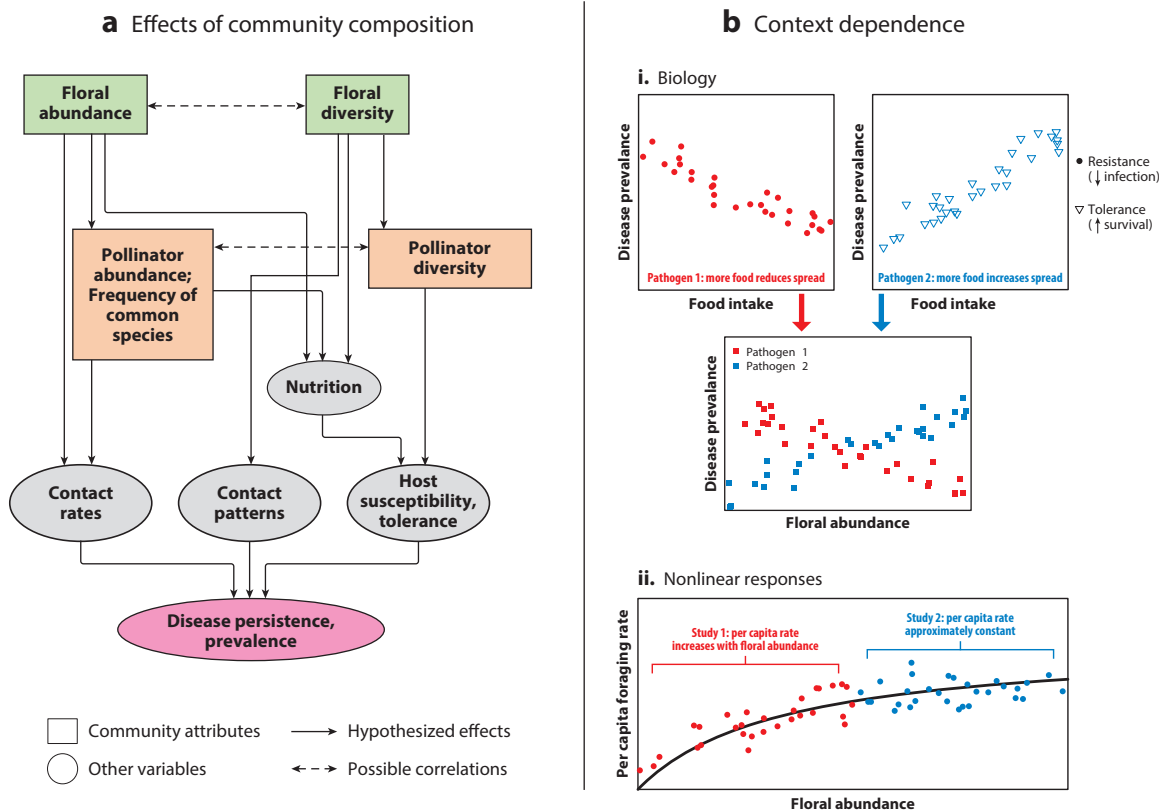 a Effects of community composition
Floral
abundance
Floral
diversity
Pollinator
abundance;
Frequency of
common
species
Pollinator
diversity
Nutrition
Contact
rates
Contact
patterns
Host
susceptibility,
tolerance
Disease persistence,
prevalence
Community attributes
Hypothesized effects
Other variables
Possible correlations
b Context dependence
i. Biology
Disease prevalance
Pathogen 1: more food reduces spread
Food intake
Disease prevalance
Pathogen 2: more food increases spread
Food intake
Resistance
(↓ infection)
Tolerance
(↑ survival)
Disease prevalance
Pathogen 1
Pathogen 2
Floral abundance
ii. Nonlinear responses
Per capita foraging rate
Study 1: per capita rate
increases with floral abundance
Study 2: per capita rate
approximately constant
Floral abundance